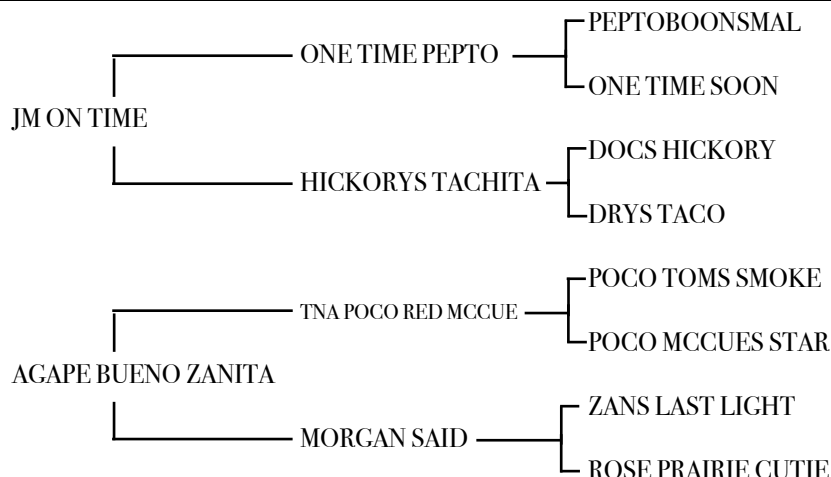 PEPTOBOONSMAL
ONE TIME PEPTO
ONE TIME SOON
JM ON TIME
DOCS HICKORY
HICKORYS TACHITA
DRYS TACO
POCO TOMS SMOKE
TNA POCO RED MCCUE
POCO MCCUES STAR
AGAPE BUENO ZANITA
ZANS LAST LIGHT
MORGAN SAID
ROSE PRAIRIE CUTIE